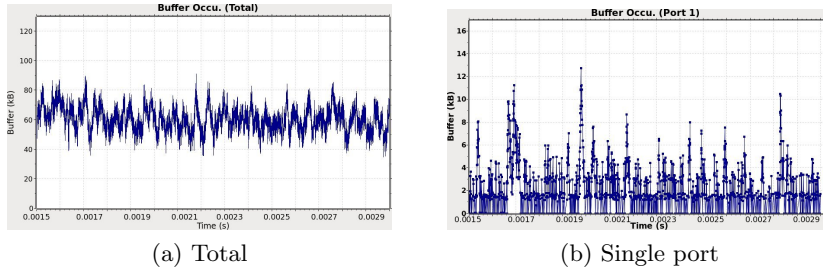 Buffer Occu. (Total)
Buffer (kB)
120
100
80
60
40
20
0
0.0015 0.0017 0.0019 0.0021 0.0023 0.0025 0.0027 0.0029
Time (s)
(a) Total
Buffer Occu. (Port 1)
Buffer (kB)
16
14
12
10
8
6
4
2
0
0.0015 0.0017 0.0019 0.0021 0.0023 0.0025 0.0027 0.0029
Time (s)
(b) Single port